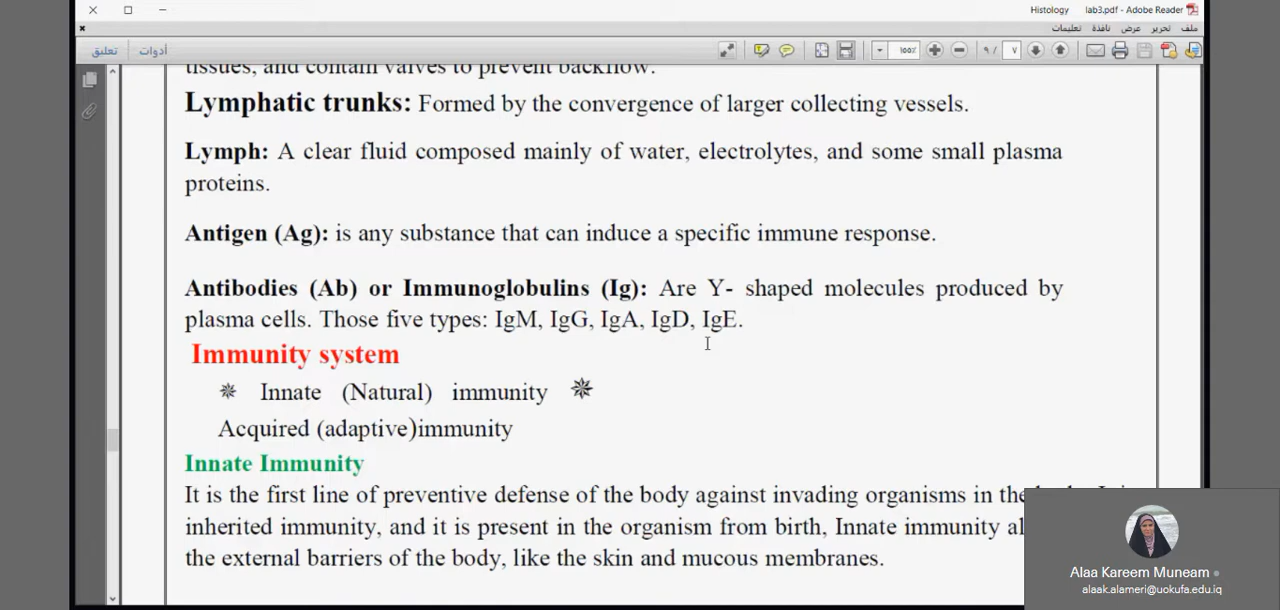 Histology lab3.pdf - Adobe Reader
ملف تحرير عرض نافذة تعليمات
أدوات تعليق
100%
٧ / ٩
tissues, and contain valves to prevent backflow.
Lymphatic trunks: Formed by the convergence of larger collecting vessels.
Lymph: A clear fluid composed mainly of water, electrolytes, and some small plasma
proteins.
Antigen (Ag): is any substance that can induce a specific immune response.
Antibodies (Ab) or Immunoglobulins (Ig): Are Y- shaped molecules produced by
plasma cells. Those five types: IgM, IgG, IgA, IgD, IgE.
Immunity system
Innate (Natural) immunity
Acquired (adaptive)immunity
Innate Immunity
It is the first line of preventive defense of the body against invading organisms in the
inherited immunity, and it is present in the organism from birth, Innate immunity
the external barriers of the body, like the skin and mucous membranes.
Alaa Kareem Muneam
alaak.alameri@uokufa.edu.iq